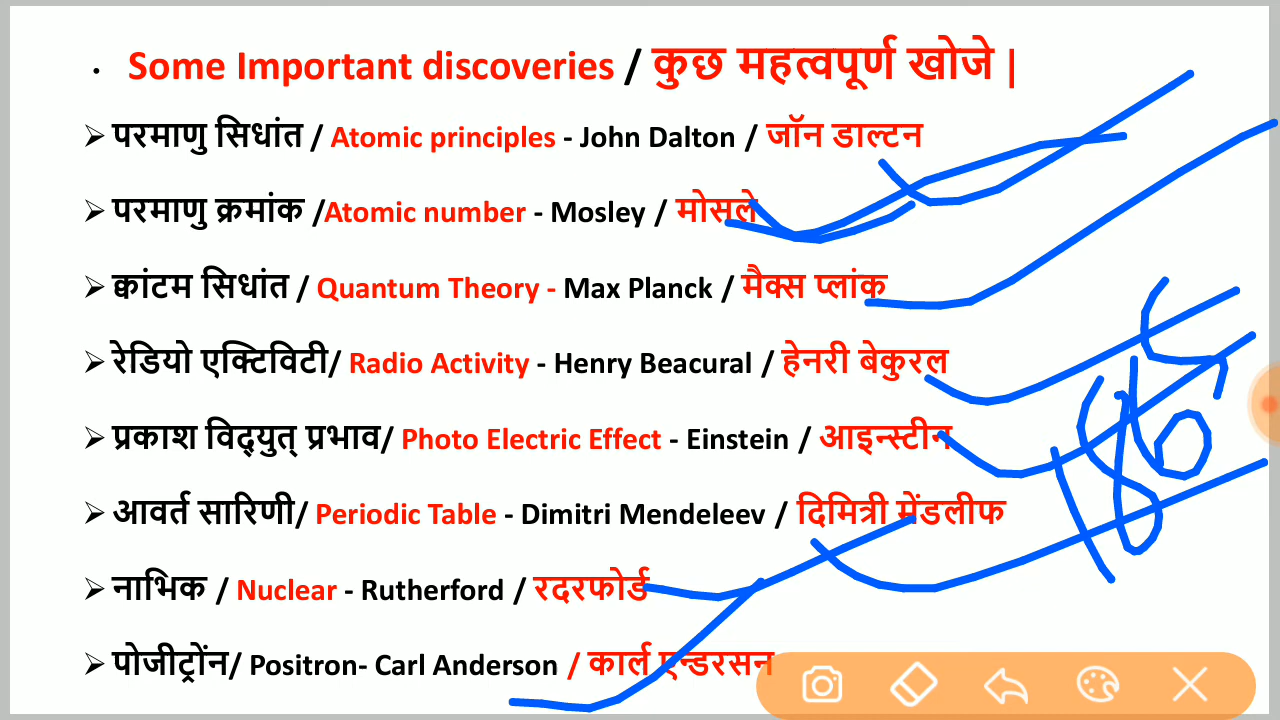 • Some Important discoveries / कुछ महत्वपूर्ण खोजे |
➢ परमाणु सिधांत / Atomic principles - John Dalton / जॉन डाल्टन
➢ परमाणु क्रमांक /Atomic number - Mosley / मोसले
➢ क्वांटम सिधांत / Quantum Theory - Max Planck / मैक्स प्लांक
➢ रेडियो एक्टिविटी/ Radio Activity - Henry Beacural / हेनरी बेकुरल
➢ प्रकाश विद्युत् प्रभाव/ Photo Electric Effect - Einstein / आइन्स्टीन
➢ आवर्त सारिणी/ Periodic Table - Dimitri Mendeleev / दिमित्री मेंडलीफ
➢ नाभिक / Nuclear - Rutherford / रदरफोर्ड
➢ पोजीट्रोंन/ Positron- Carl Anderson / कार्ल एन्डरसन